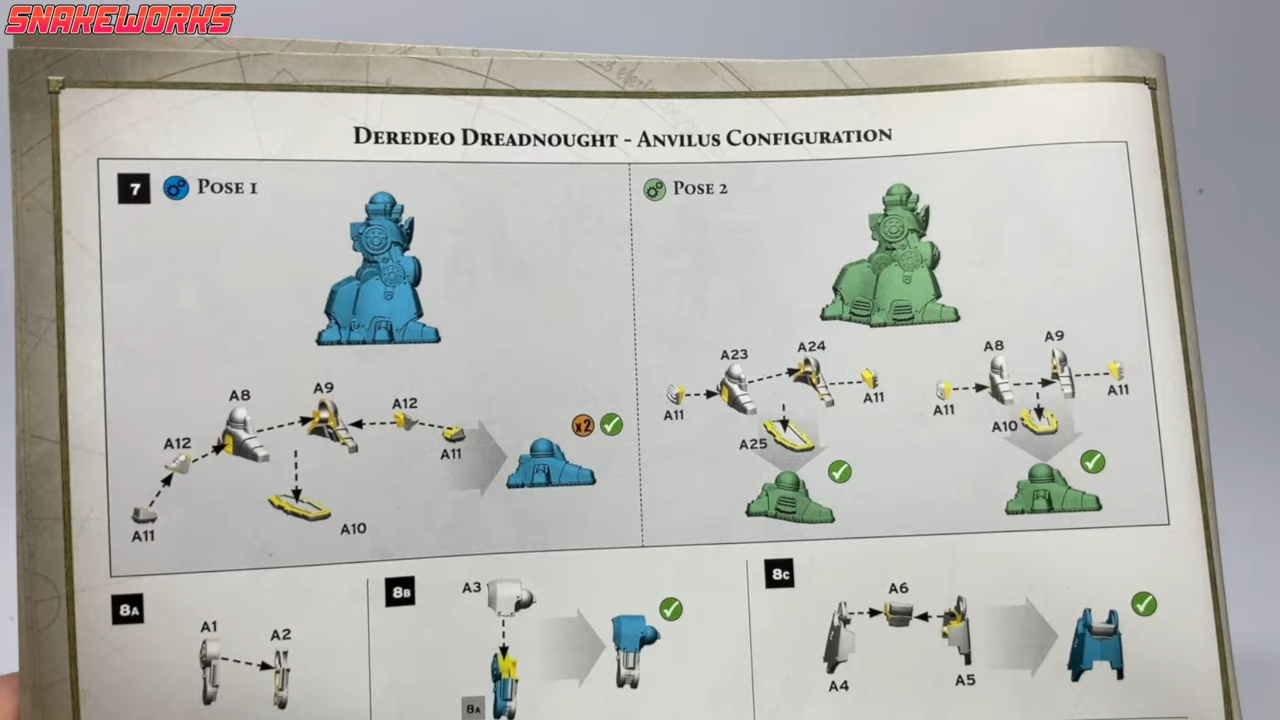 SNAKEWORKS
DEREDEO DREADNOUGHT - ANVILUS CONFIGURATION
7 POSE 1
A8
A9
A12
A12
A11
A11
A10
x2
POSE 2
A23
A24
A11
A11
A25
A8
A9
A11
A11
A10
8A
A1
A2
8B
A3
8A
8C
A6
A4
A5